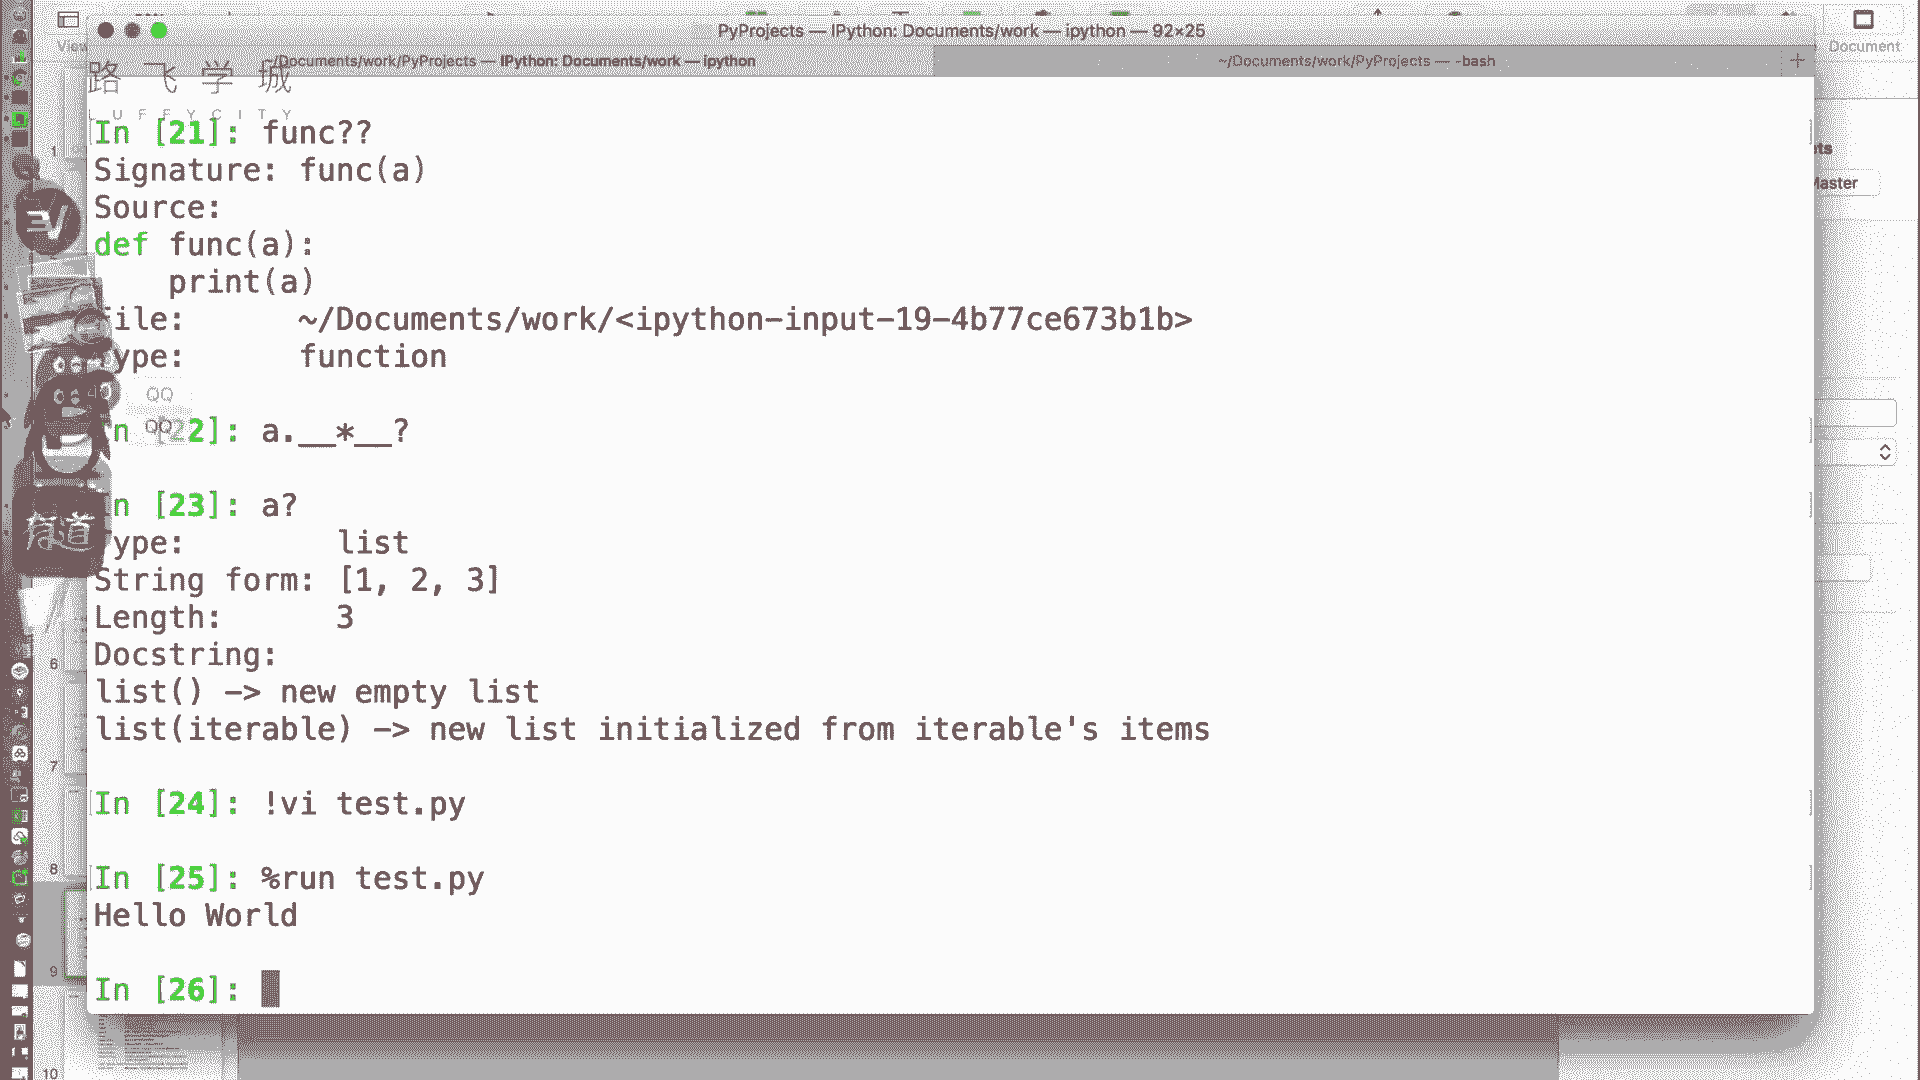 PyProjects — IPython: Documents/work — ipython — 92×25
View
Document
/Documents/work/PyProjects — IPython: Documents/work — ipython
~/Documents/work/PyProjects — -bash
+
路飞学城
LUFFYCITY
In [21]: func??
Signature: func(a)
Source:
def func(a):
    print(a)
File:      ~/Documents/work/<ipython-input-19-4b77ce673b1b>
Type:      function
QQ
QQ
In [22]: a.__*__?
In [23]: a?
Type:        list
String form: [1, 2, 3]
Length:      3
Docstring:
list() -> new empty list
list(iterable) -> new list initialized from iterable's items
In [24]: !vi test.py
In [25]: %run test.py
Hello World
In [26]:
有道
Master
1
6
7
8
9
10